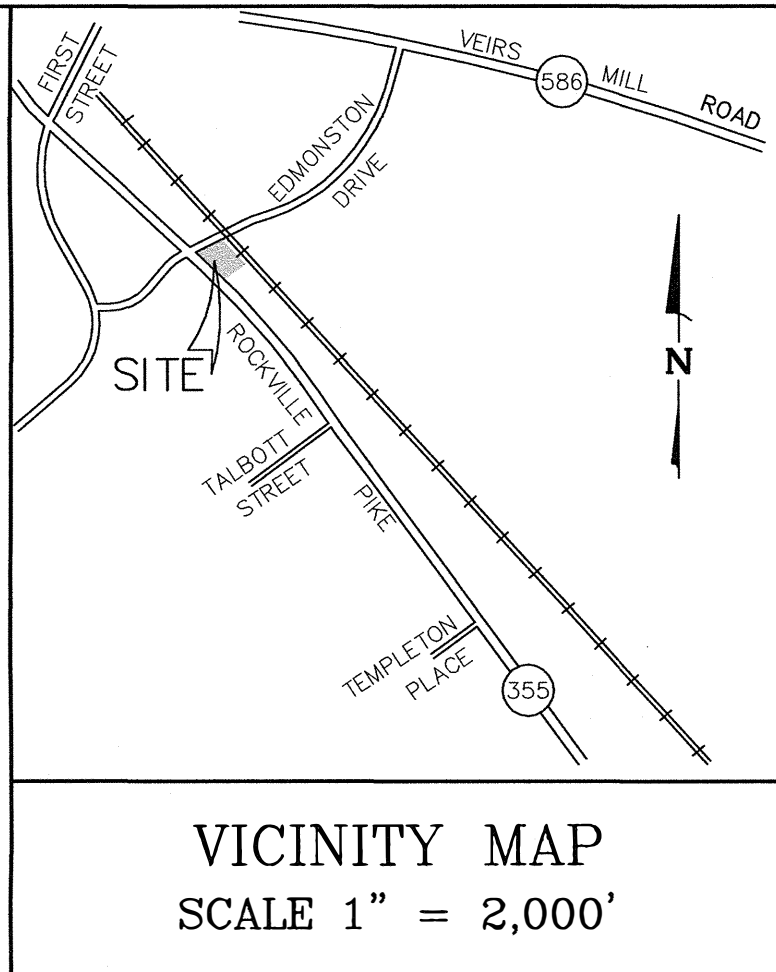 FIRST
STREET
VEIRS
586
MILL
ROAD
EDMONSTON
DRIVE
SITE
ROCKVILLE
PIKE
N
TALBOTT
STREET
TEMPLETON
PLACE
355
VICINITY MAP
SCALE 1" = 2,000'